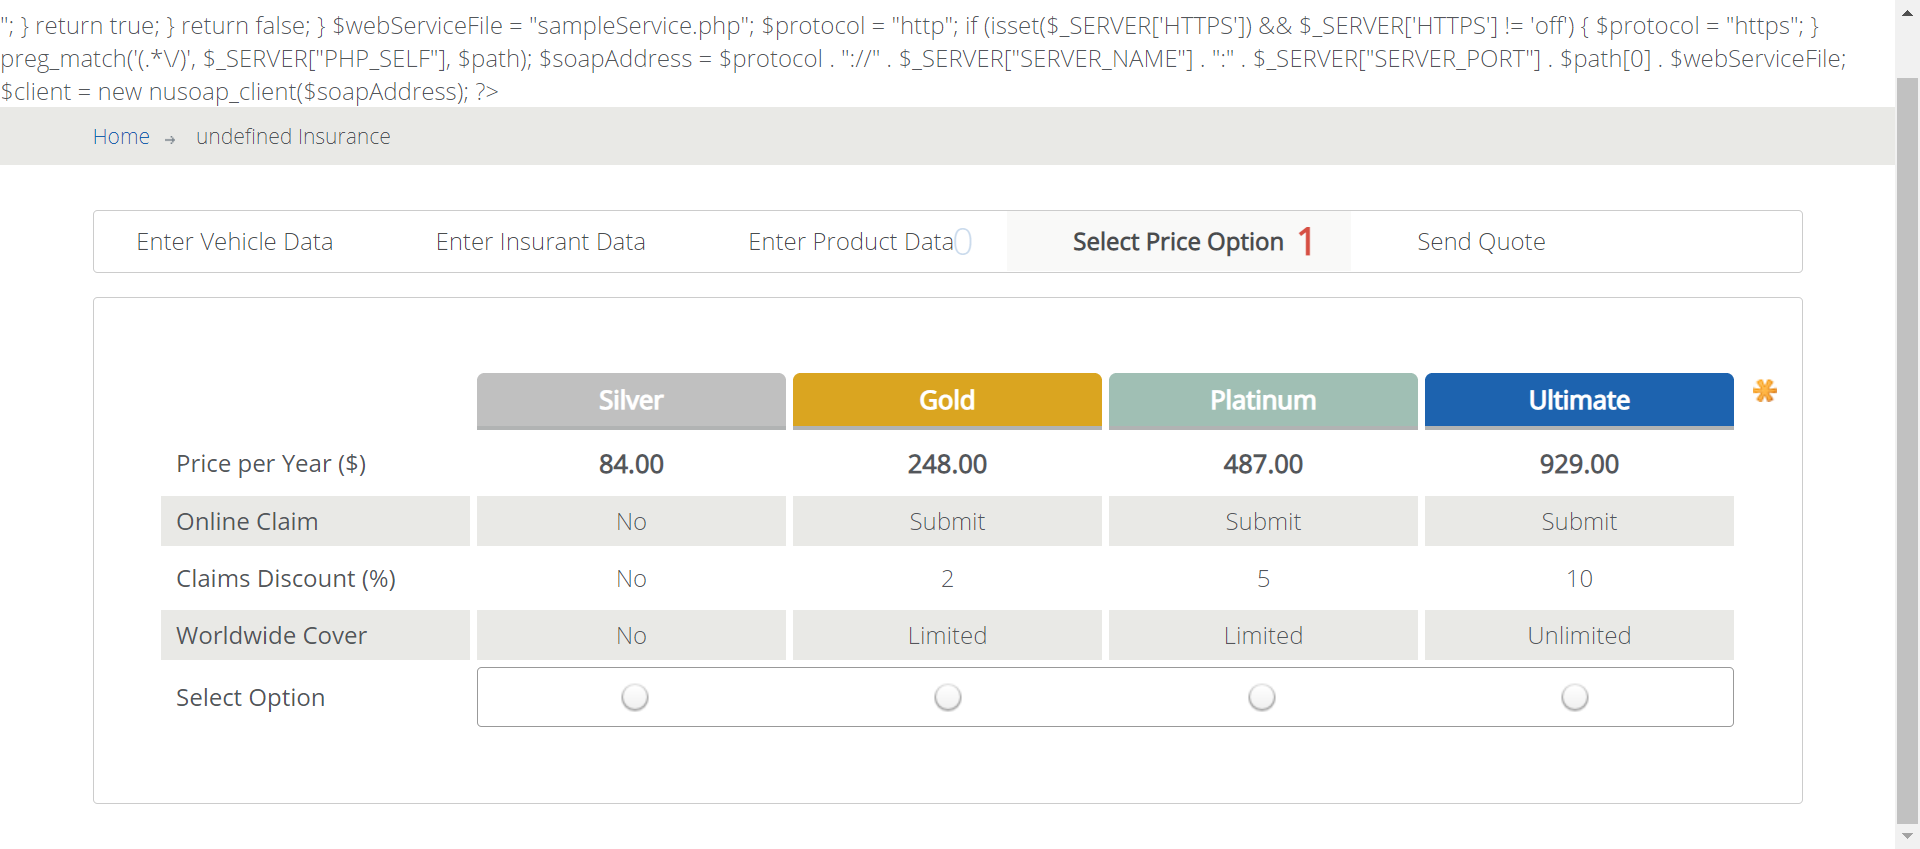 "; } return true; } return false; } $webServiceFile = "sampleService.php"; $protocol = "http"; if (isset($_SERVER['HTTPS']) && $_SERVER['HTTPS'] != 'off') { $protocol = "https"; }
preg_match('(.*\/)', $_SERVER["PHP_SELF"], $path); $soapAddress = $protocol . "://" . $_SERVER["SERVER_NAME"] . ":" . $_SERVER["SERVER_PORT"] . $path[0] . $webServiceFile;
$client = new nusoap_client($soapAddress); ?>
Home → undefined Insurance
Enter Vehicle Data Enter Insurant Data Enter Product Data 0 Select Price Option 1 Send Quote
Silver Gold Platinum Ultimate *
Price per Year ($) 84.00 248.00 487.00 929.00
Online Claim No Submit Submit Submit
Claims Discount (%) No 2 5 10
Worldwide Cover No Limited Limited Unlimited
Select Option